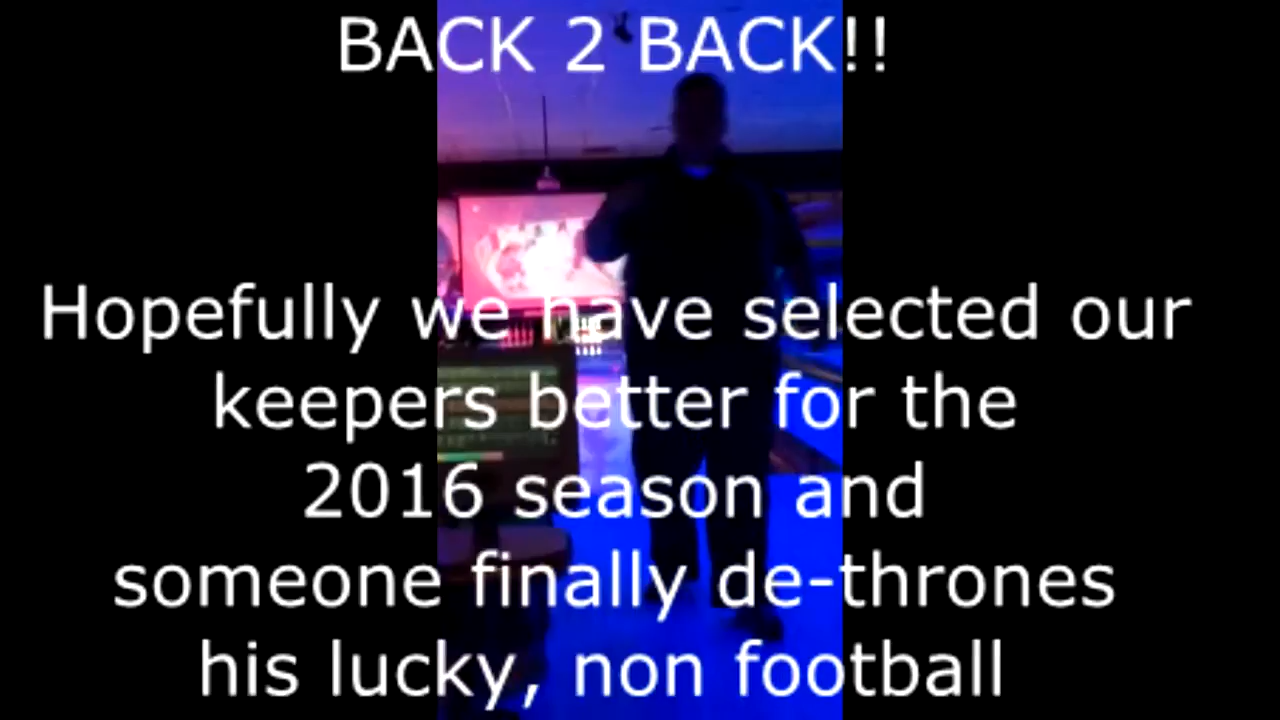 BACK 2 BACK!!
Hopefully we have selected our
keepers better for the
2016 season and
someone finally de-thrones
his lucky, non football